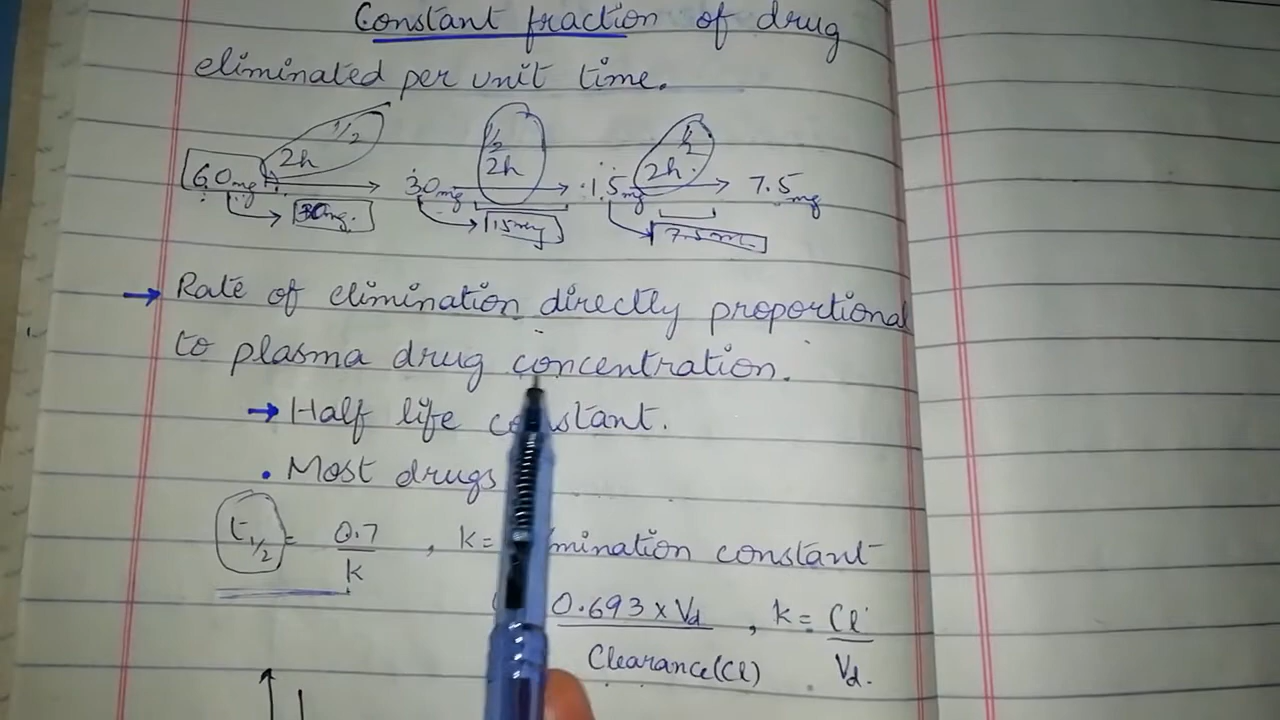 Constant fraction of drug
eliminated per unit time.
1/2 1/2 1/2
2h 2h 2h.
60mg → 30mg → 15mg → 7.5mg
30mg. 15mg
→ Rate of elimination directly proportional
to plasma drug concentration.
→ Half life constant.
• Most drugs
t1/2 = 0.7/k , k= mination constant
0.693 x Vd / Clearance(Cl) , k = Cl/Vd.